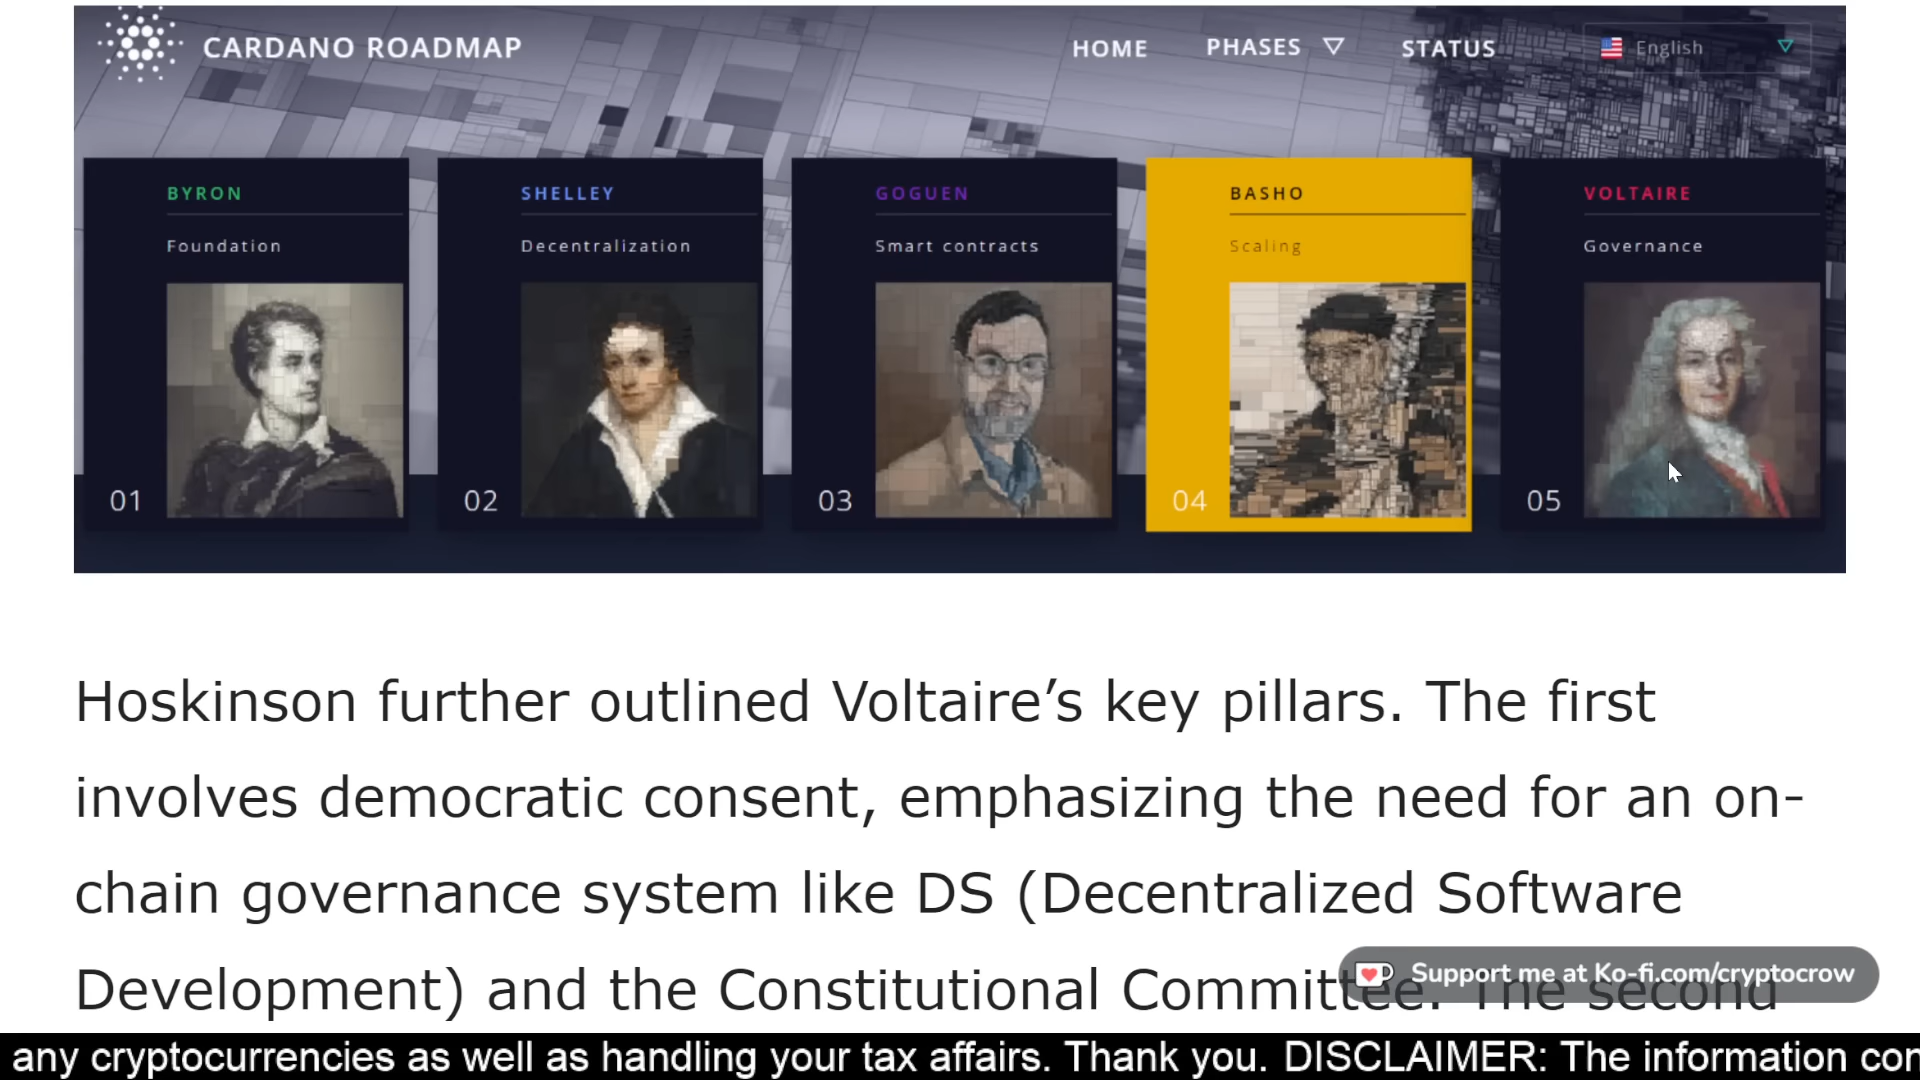 CARDANO ROADMAP
HOME PHASES STATUS English
BYRON
Foundation
01
SHELLEY
Decentralization
02
GOGUEN
Smart contracts
03
BASHO
Scaling
04
VOLTAIRE
Governance
05
Hoskinson further outlined Voltaire’s key pillars. The first
involves democratic consent, emphasizing the need for an on-
chain governance system like DS (Decentralized Software
Development) and the Constitutional Committee. The second
Support me at Ko-fi.com/cryptocrow
any cryptocurrencies as well as handling your tax affairs. Thank you. DISCLAIMER: The information con